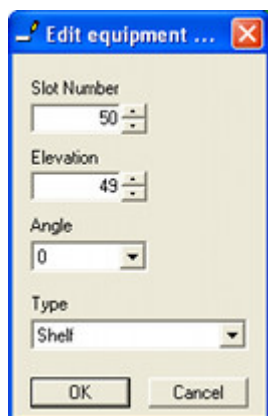 Edit equipment ...
Slot Number
50
Elevation
49
Angle
0
Type
Shelf
OK
Cancel